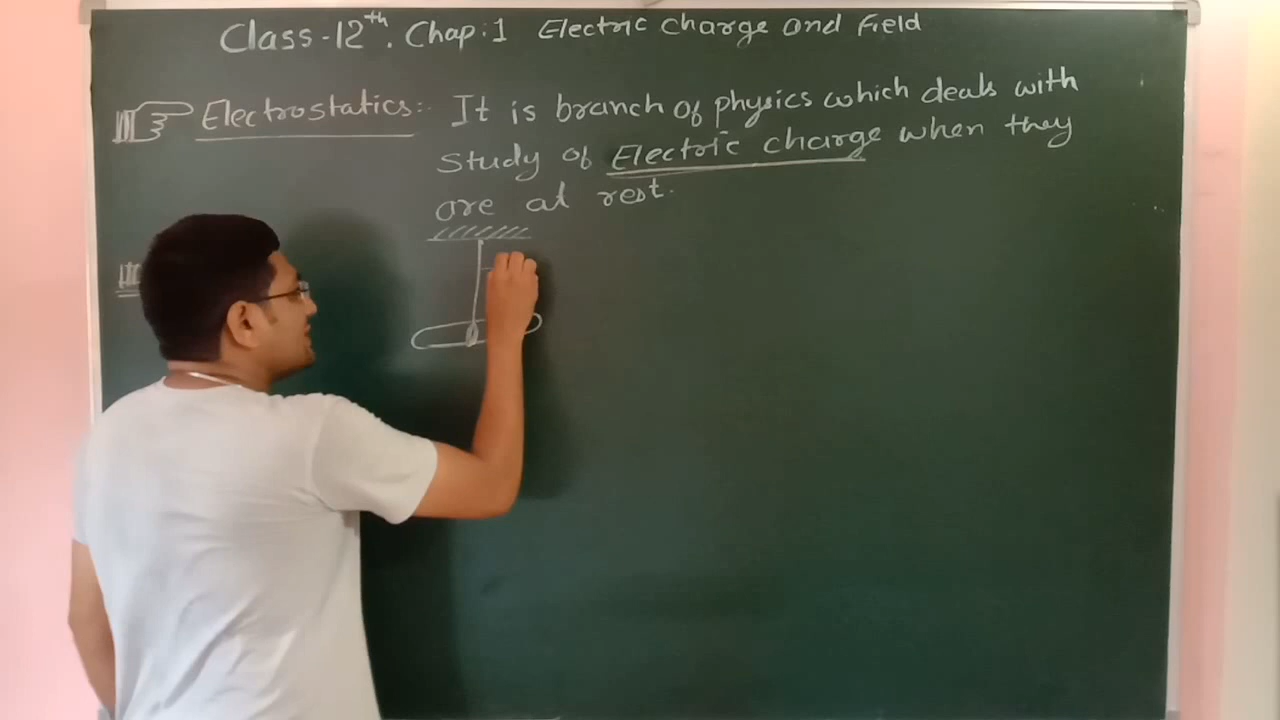 Class-12th. Chap:1 Electric Charge and Field
Electrostatics:- It is branch of physics which deals with
study of Electric charge when they
are at rest.